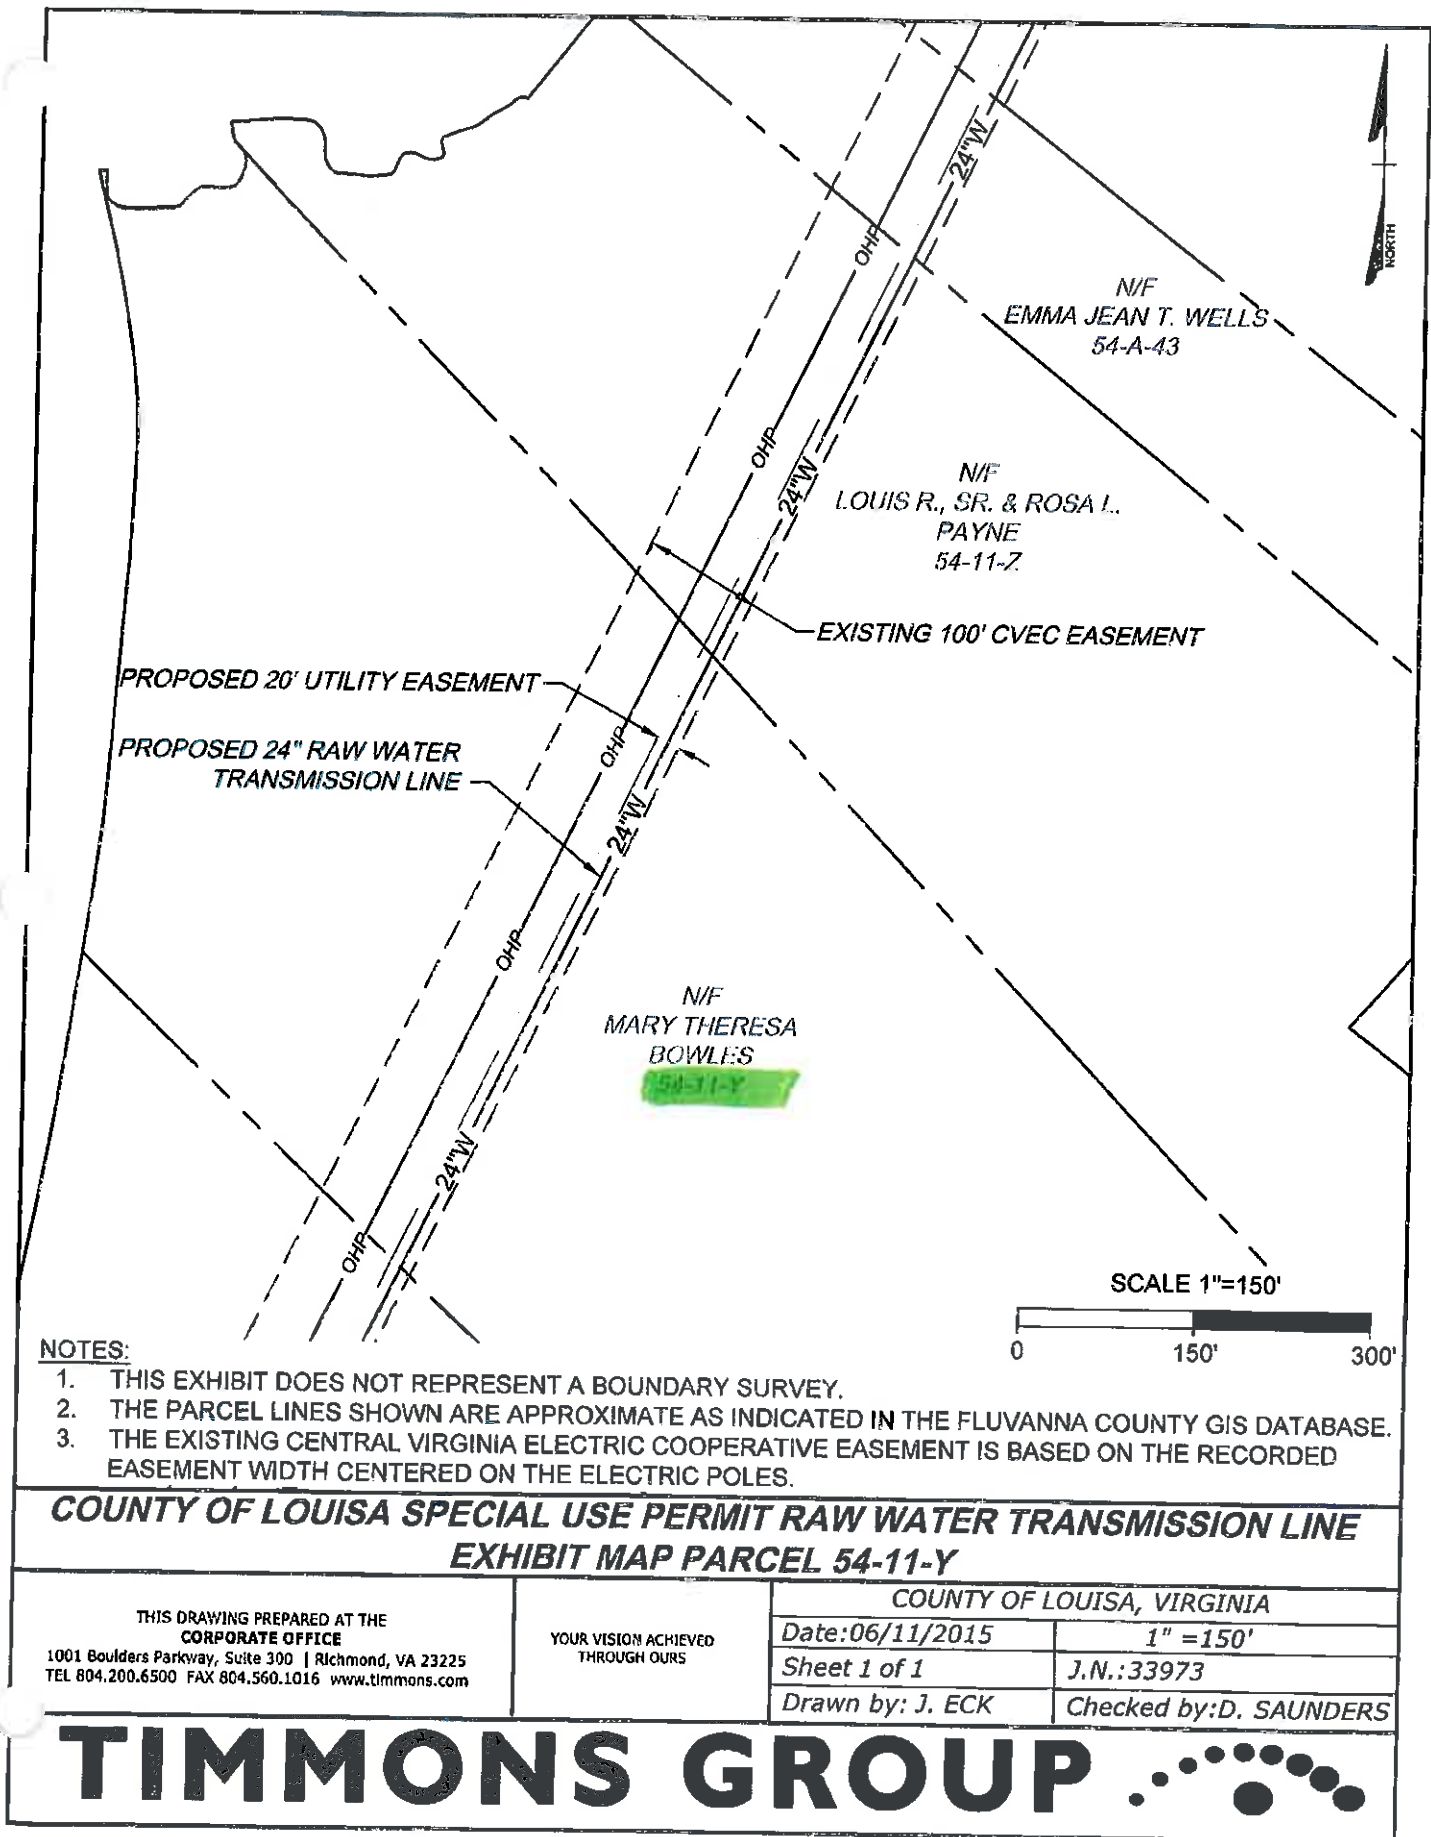 24"W
OHP
NORTH
N/F
EMMA JEAN T. WELLS
54-A-43
OHP
24"W
N/F
LOUIS R., SR. & ROSA L.
PAYNE
54-11-Z
EXISTING 100' CVEC EASEMENT
PROPOSED 20' UTILITY EASEMENT
PROPOSED 24" RAW WATER
TRANSMISSION LINE
OHP
24"W
OHP
N/F
MARY THERESA
BOWLES
54-11-Y
24"W
OHP
SCALE 1"=150'
0 150' 300'
NOTES:
1. THIS EXHIBIT DOES NOT REPRESENT A BOUNDARY SURVEY.
2. THE PARCEL LINES SHOWN ARE APPROXIMATE AS INDICATED IN THE FLUVANNA COUNTY GIS DATABASE.
3. THE EXISTING CENTRAL VIRGINIA ELECTRIC COOPERATIVE EASEMENT IS BASED ON THE RECORDED
EASEMENT WIDTH CENTERED ON THE ELECTRIC POLES.
COUNTY OF LOUISA SPECIAL USE PERMIT RAW WATER TRANSMISSION LINE
EXHIBIT MAP PARCEL 54-11-Y
THIS DRAWING PREPARED AT THE
CORPORATE OFFICE
1001 Boulders Parkway, Suite 300 | Richmond, VA 23225
TEL 804.200.6500 FAX 804.560.1016 www.timmons.com
YOUR VISION ACHIEVED
THROUGH OURS
COUNTY OF LOUISA, VIRGINIA
Date:06/11/2015 1" =150'
Sheet 1 of 1 J.N.:33973
Drawn by: J. ECK Checked by:D. SAUNDERS
TIMMONS GROUP